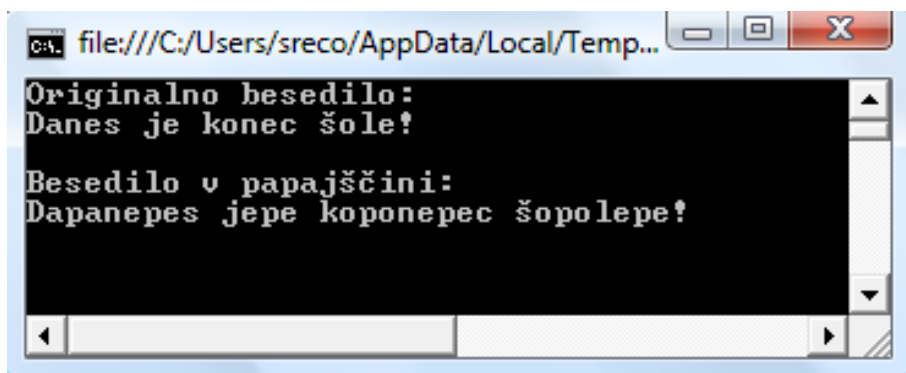 file:///C:/Users/sreco/AppData/Local/Temp...
Originalno besedilo:
Danes je konec šole!
Besedilo v papajščini:
Dapanepes jepe koponepec šopolepe!